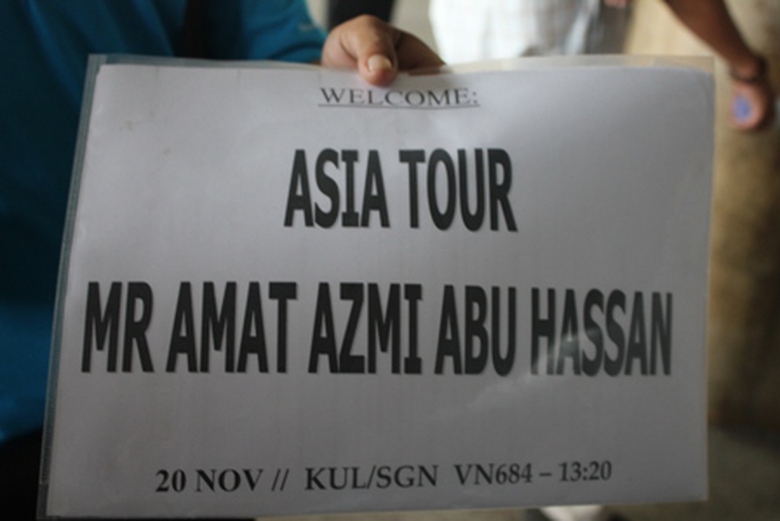 WELCOME:
ASIA TOUR
MR AMAT AZMI ABU HASSAN
20 NOV // KUL/SGN VN684 – 13:20